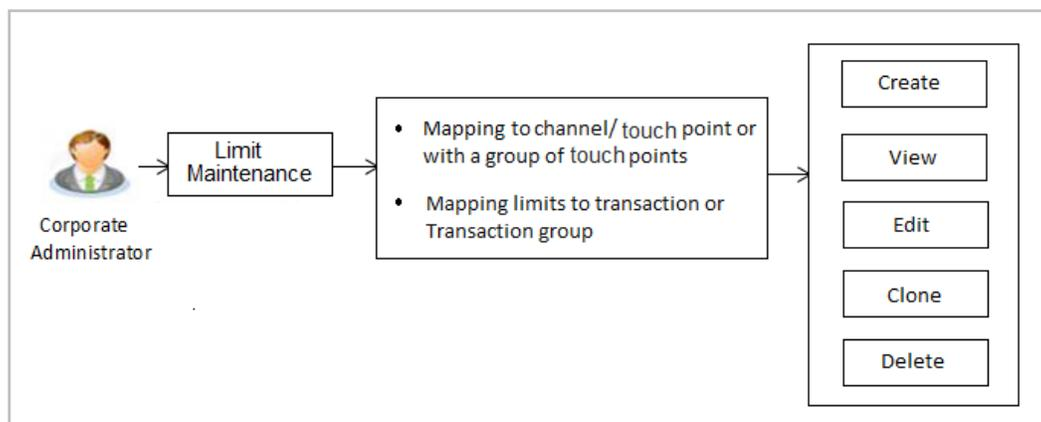 Corporate
Administrator
Limit
Maintenance
• Mapping to channel/ touch point or
with a group of touch points
• Mapping limits to transaction or
Transaction group
Create
View
Edit
Clone
Delete